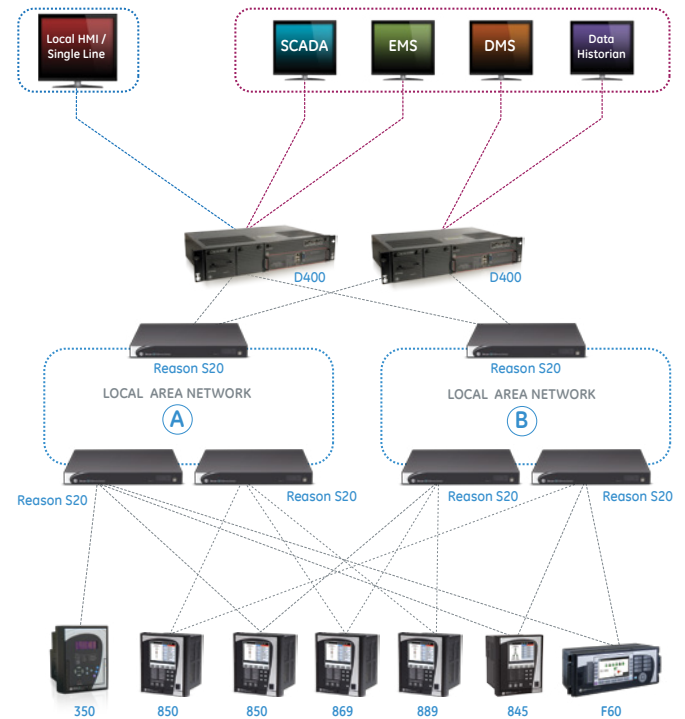 Local HMI /
Single Line
SCADA
EMS
DMS
Data
Historian
D400
D400
Reason S20
Reason S20
LOCAL AREA NETWORK
A
LOCAL AREA NETWORK
B
Reason S20
Reason S20
Reason S20
Reason S20
350
850
850
869
889
845
F60